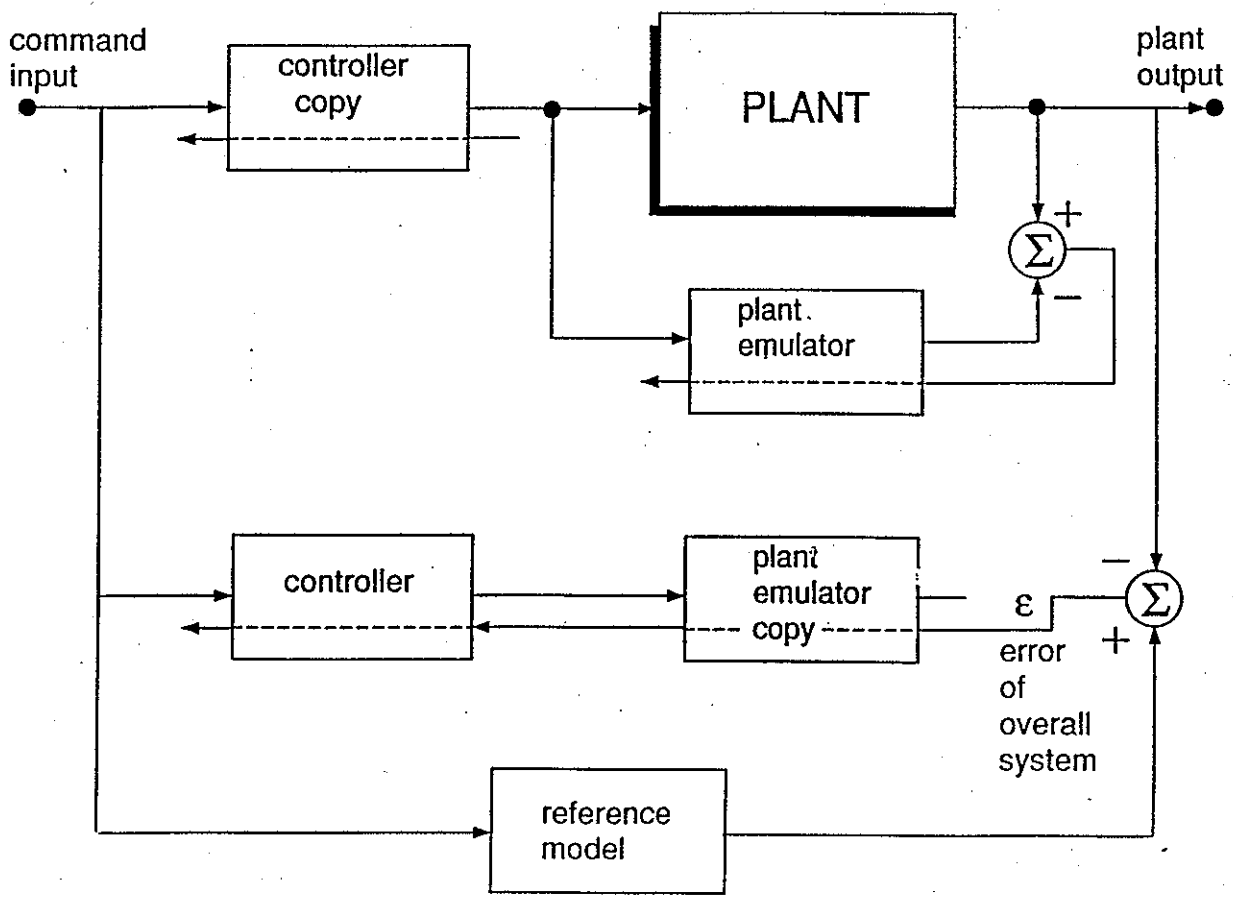 command
input
controller
copy
PLANT
plant
output
+
Σ
−
plant
emulator
controller
plant
emulator
copy
ε
error
of
overall
system
−
Σ
+
reference
model